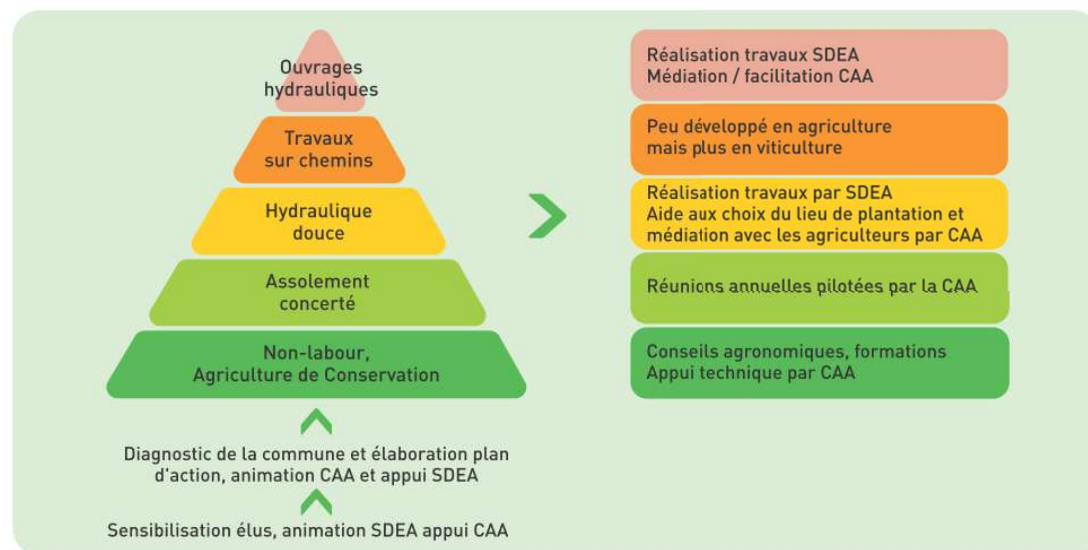 Ouvrages
hydrauliques
Réalisation travaux SDEA
Médiation / facilitation CAA
Travaux
sur chemins
Peu développé en agriculture
mais plus en viticulture
Hydraulique
douce
Réalisation travaux par SDEA
Aide aux choix du lieu de plantation et
médiation avec les agriculteurs par CAA
Assolement
concerté
Réunions annuelles pilotées par la CAA
Non-labour,
Agriculture de Conservation
Conseils agronomiques, formations
Appui technique par CAA
Diagnostic de la commune et élaboration plan
d'action, animation CAA et appui SDEA
Sensibilisation élus, animation SDEA appui CAA